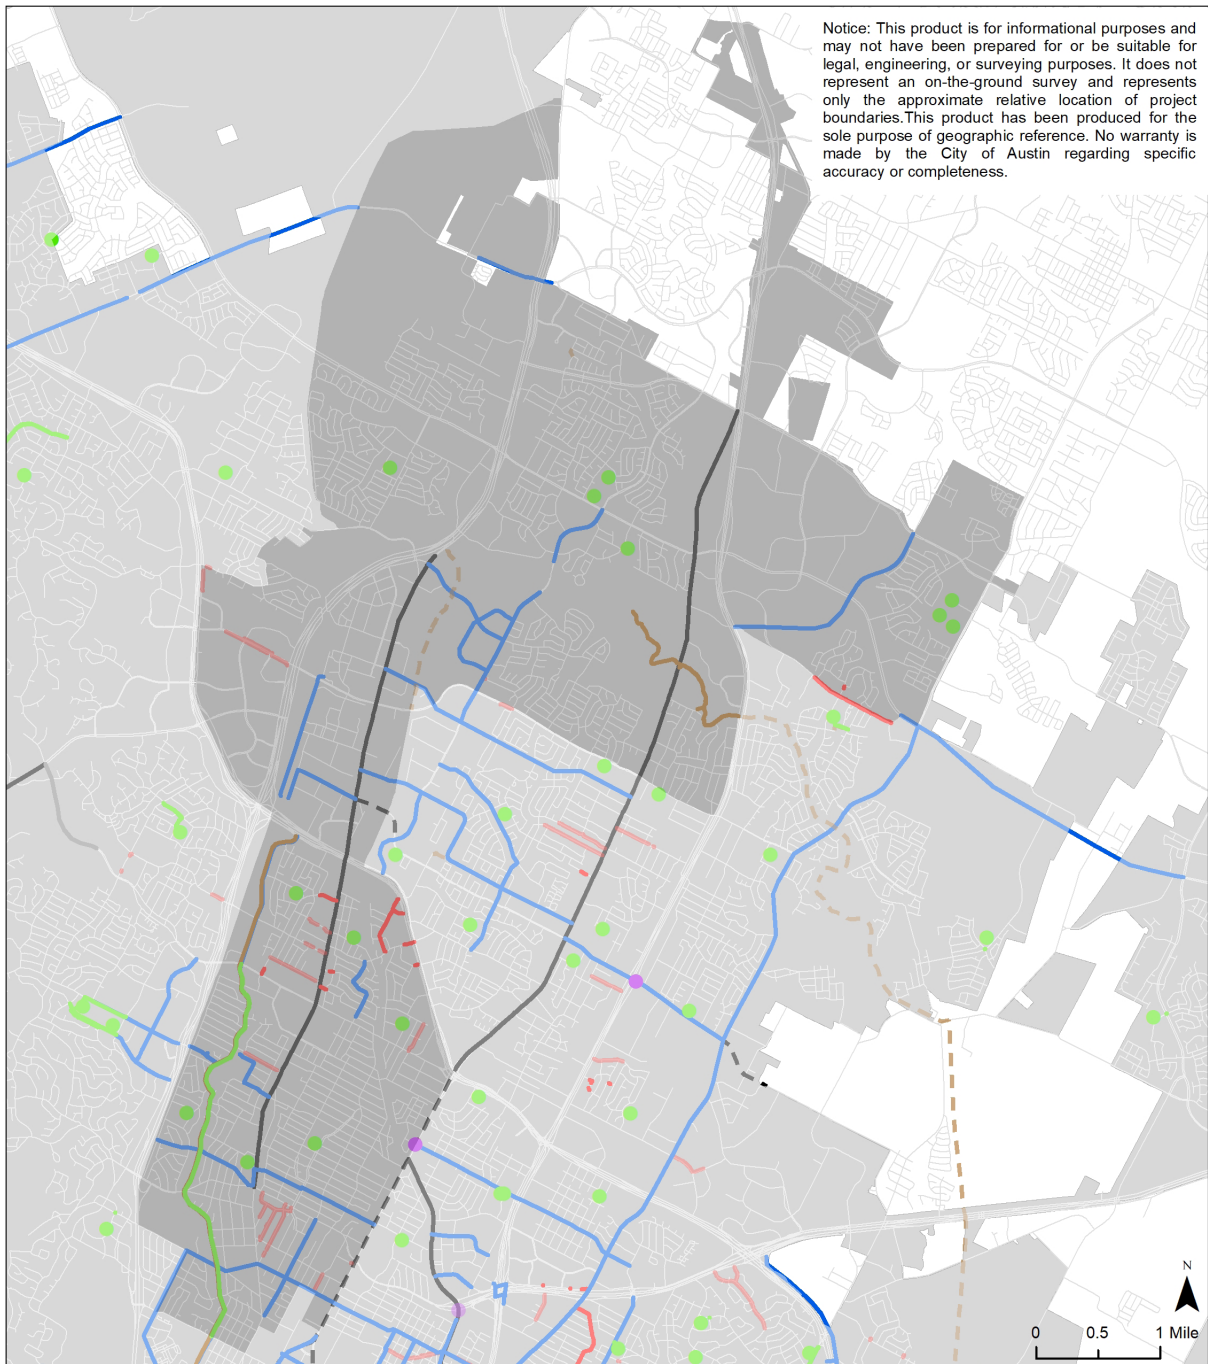 Notice: This product is for informational purposes and
may not have been prepared for or be suitable for
legal, engineering, or surveying purposes. It does not
represent an on-the-ground survey and represents
only the approximate relative location of project
boundaries.This product has been produced for the
sole purpose of geographic reference. No warranty is
made by the City of Austin regarding specific
accuracy or completeness.
N
0 0.5 1 Mile